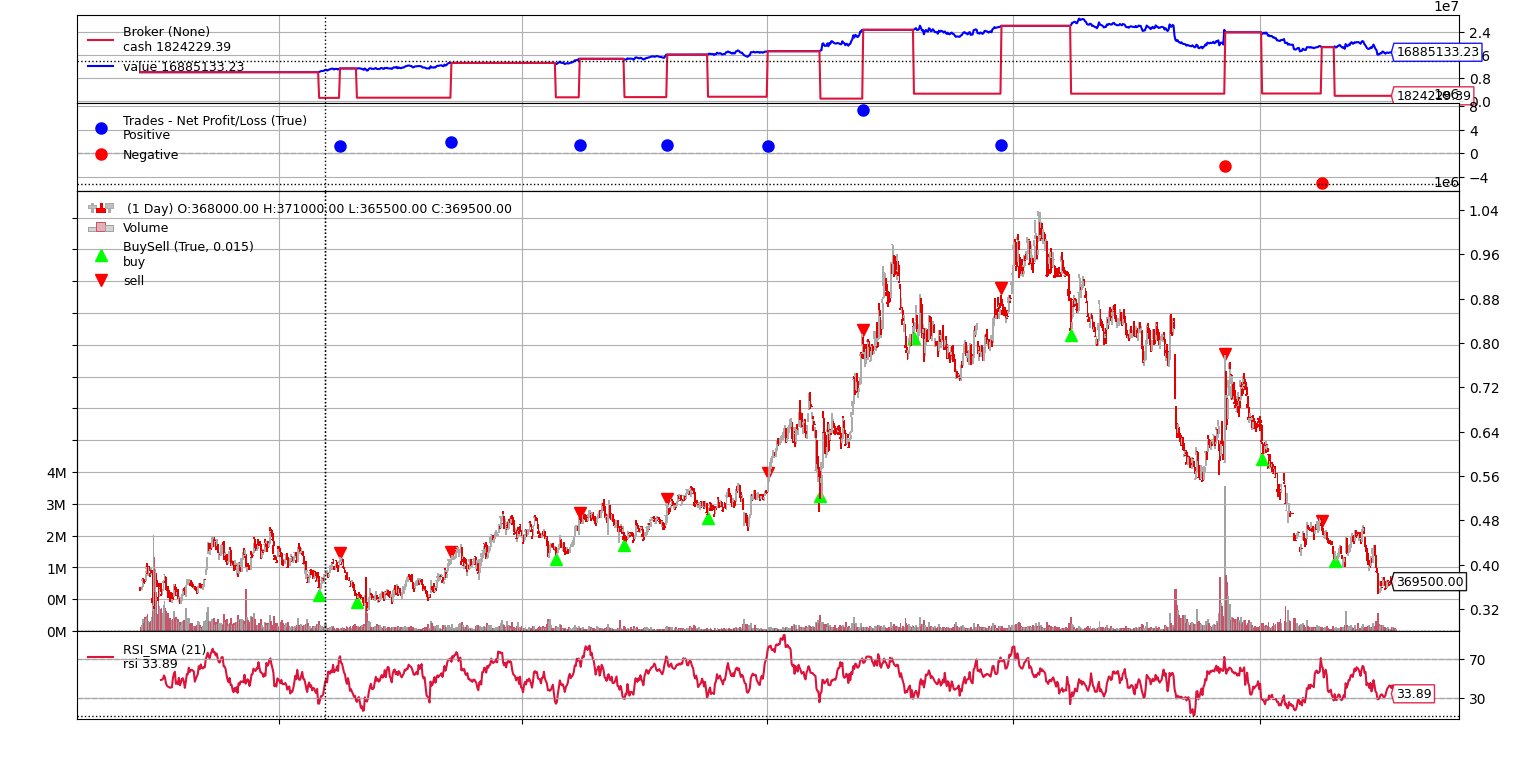 1e7
Broker (None)
cash 1824229.39
value 16885133.23
2.4
16885133.23
6
0.8
1824229.39
0.0
1e6
Trades - Net Profit/Loss (True)
Positive
Negative
8
4
0
−4
1e6
(1 Day) O:368000.00 H:371000.00 L:365500.00 C:369500.00
Volume
BuySell (True, 0.015)
buy
sell
1.04
0.96
0.88
0.80
0.72
0.64
0.56
0.48
0.40
369500.00
0.32
4M
3M
2M
1M
0M
0M
RSI_SMA (21)
rsi 33.89
70
33.89
30